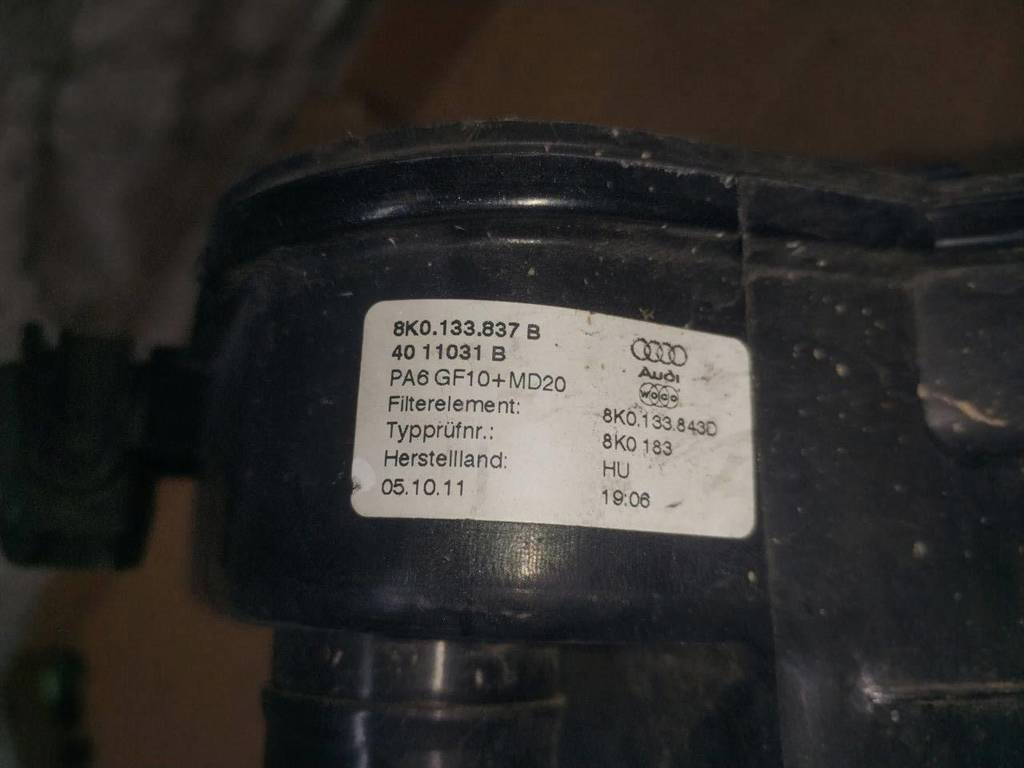 8K0.133.837 B
40 11031 B
PA6 GF10+MD20
Audi
woco
Filterelement: 8K0.133.843D
Typprüfnr.: 8K0 183
Herstellland: HU
05.10.11 19:06